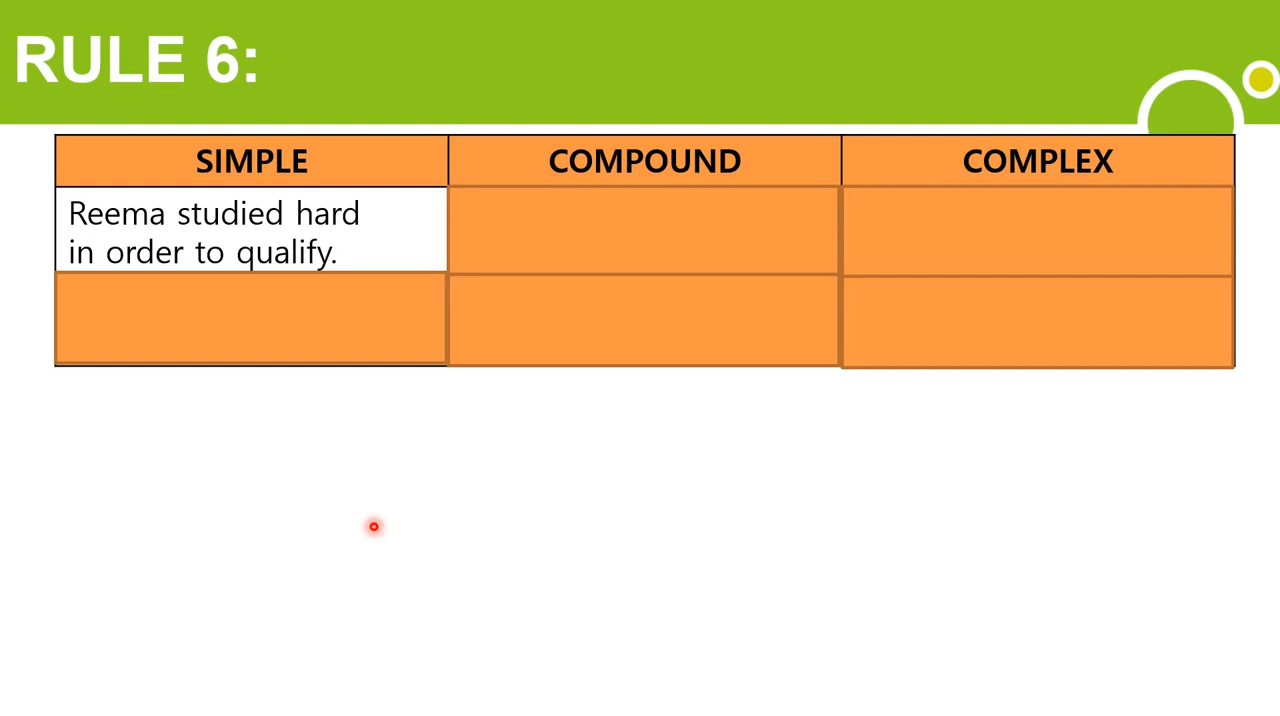 RULE 6:
SIMPLE
COMPOUND
COMPLEX
Reema studied hard
in order to qualify.